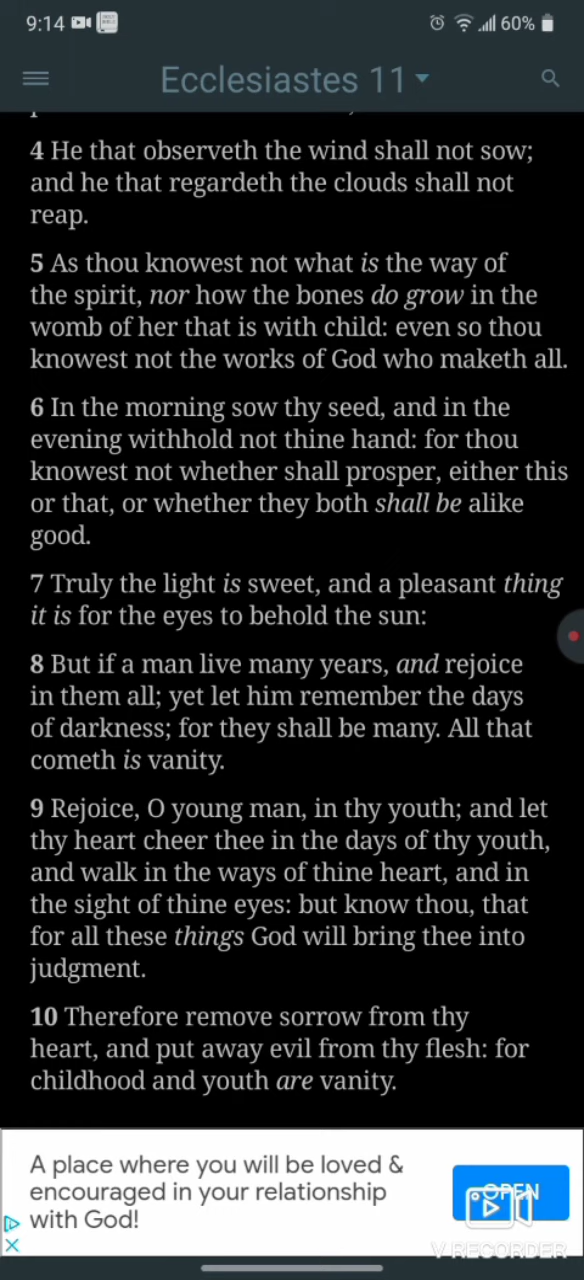 9:14
60%
Ecclesiastes 11
4 He that observeth the wind shall not sow;
and he that regardeth the clouds shall not
reap.
5 As thou knowest not what is the way of
the spirit, nor how the bones do grow in the
womb of her that is with child: even so thou
knowest not the works of God who maketh all.
6 In the morning sow thy seed, and in the
evening withhold not thine hand: for thou
knowest not whether shall prosper, either this
or that, or whether they both shall be alike
good.
7 Truly the light is sweet, and a pleasant thing
it is for the eyes to behold the sun:
8 But if a man live many years, and rejoice
in them all; yet let him remember the days
of darkness; for they shall be many. All that
cometh is vanity.
9 Rejoice, O young man, in thy youth; and let
thy heart cheer thee in the days of thy youth,
and walk in the ways of thine heart, and in
the sight of thine eyes: but know thou, that
for all these things God will bring thee into
judgment.
10 Therefore remove sorrow from thy
heart, and put away evil from thy flesh: for
childhood and youth are vanity.
A place where you will be loved &
encouraged in your relationship
with God!
OPEN
V RECORDER